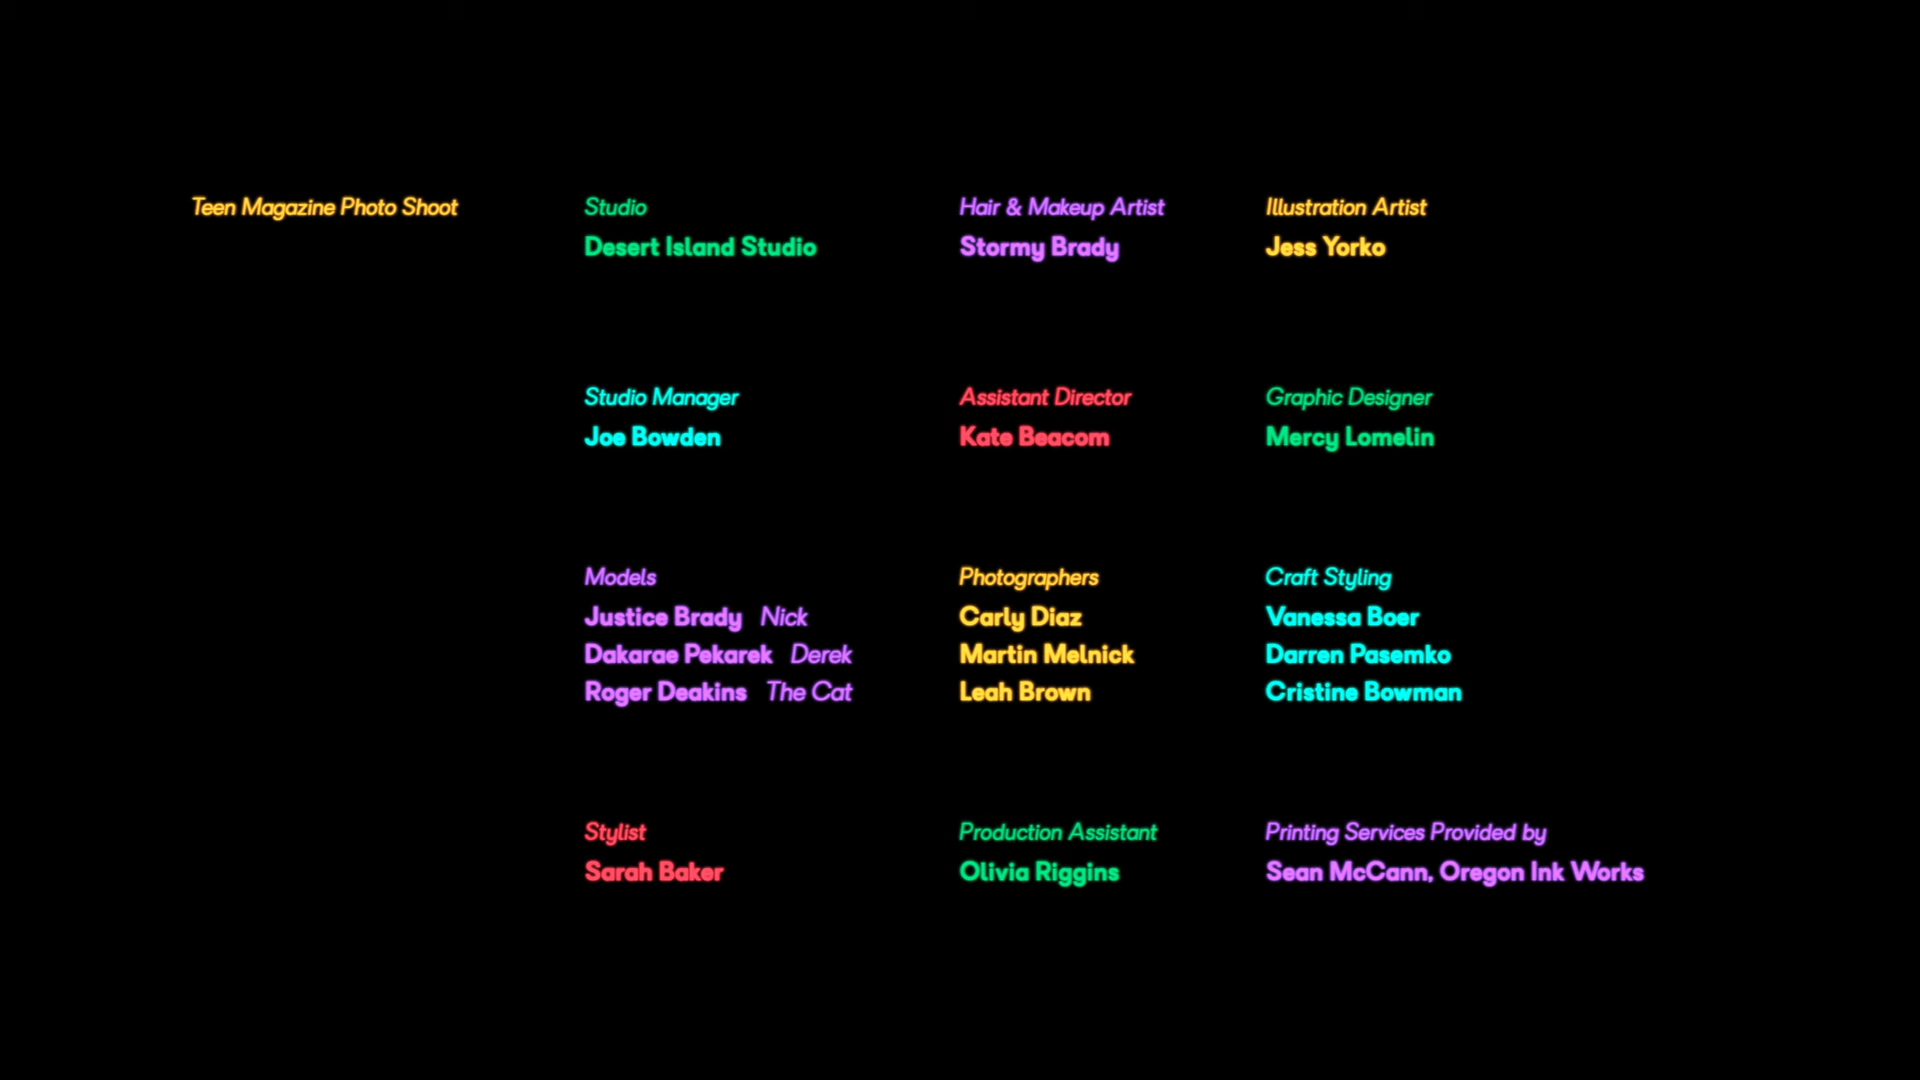 Teen Magazine Photo Shoot
Studio
Desert Island Studio
Hair & Makeup Artist
Stormy Brady
Illustration Artist
Jess Yorko
Studio Manager
Joe Bowden
Assistant Director
Kate Beacom
Graphic Designer
Mercy Lomelin
Models
Justice Brady Nick
Dakarae Pekarek Derek
Roger Deakins The Cat
Photographers
Carly Diaz
Martin Melnick
Leah Brown
Craft Styling
Vanessa Boer
Darren Pasemko
Cristine Bowman
Stylist
Sarah Baker
Production Assistant
Olivia Riggins
Printing Services Provided by
Sean McCann, Oregon Ink Works